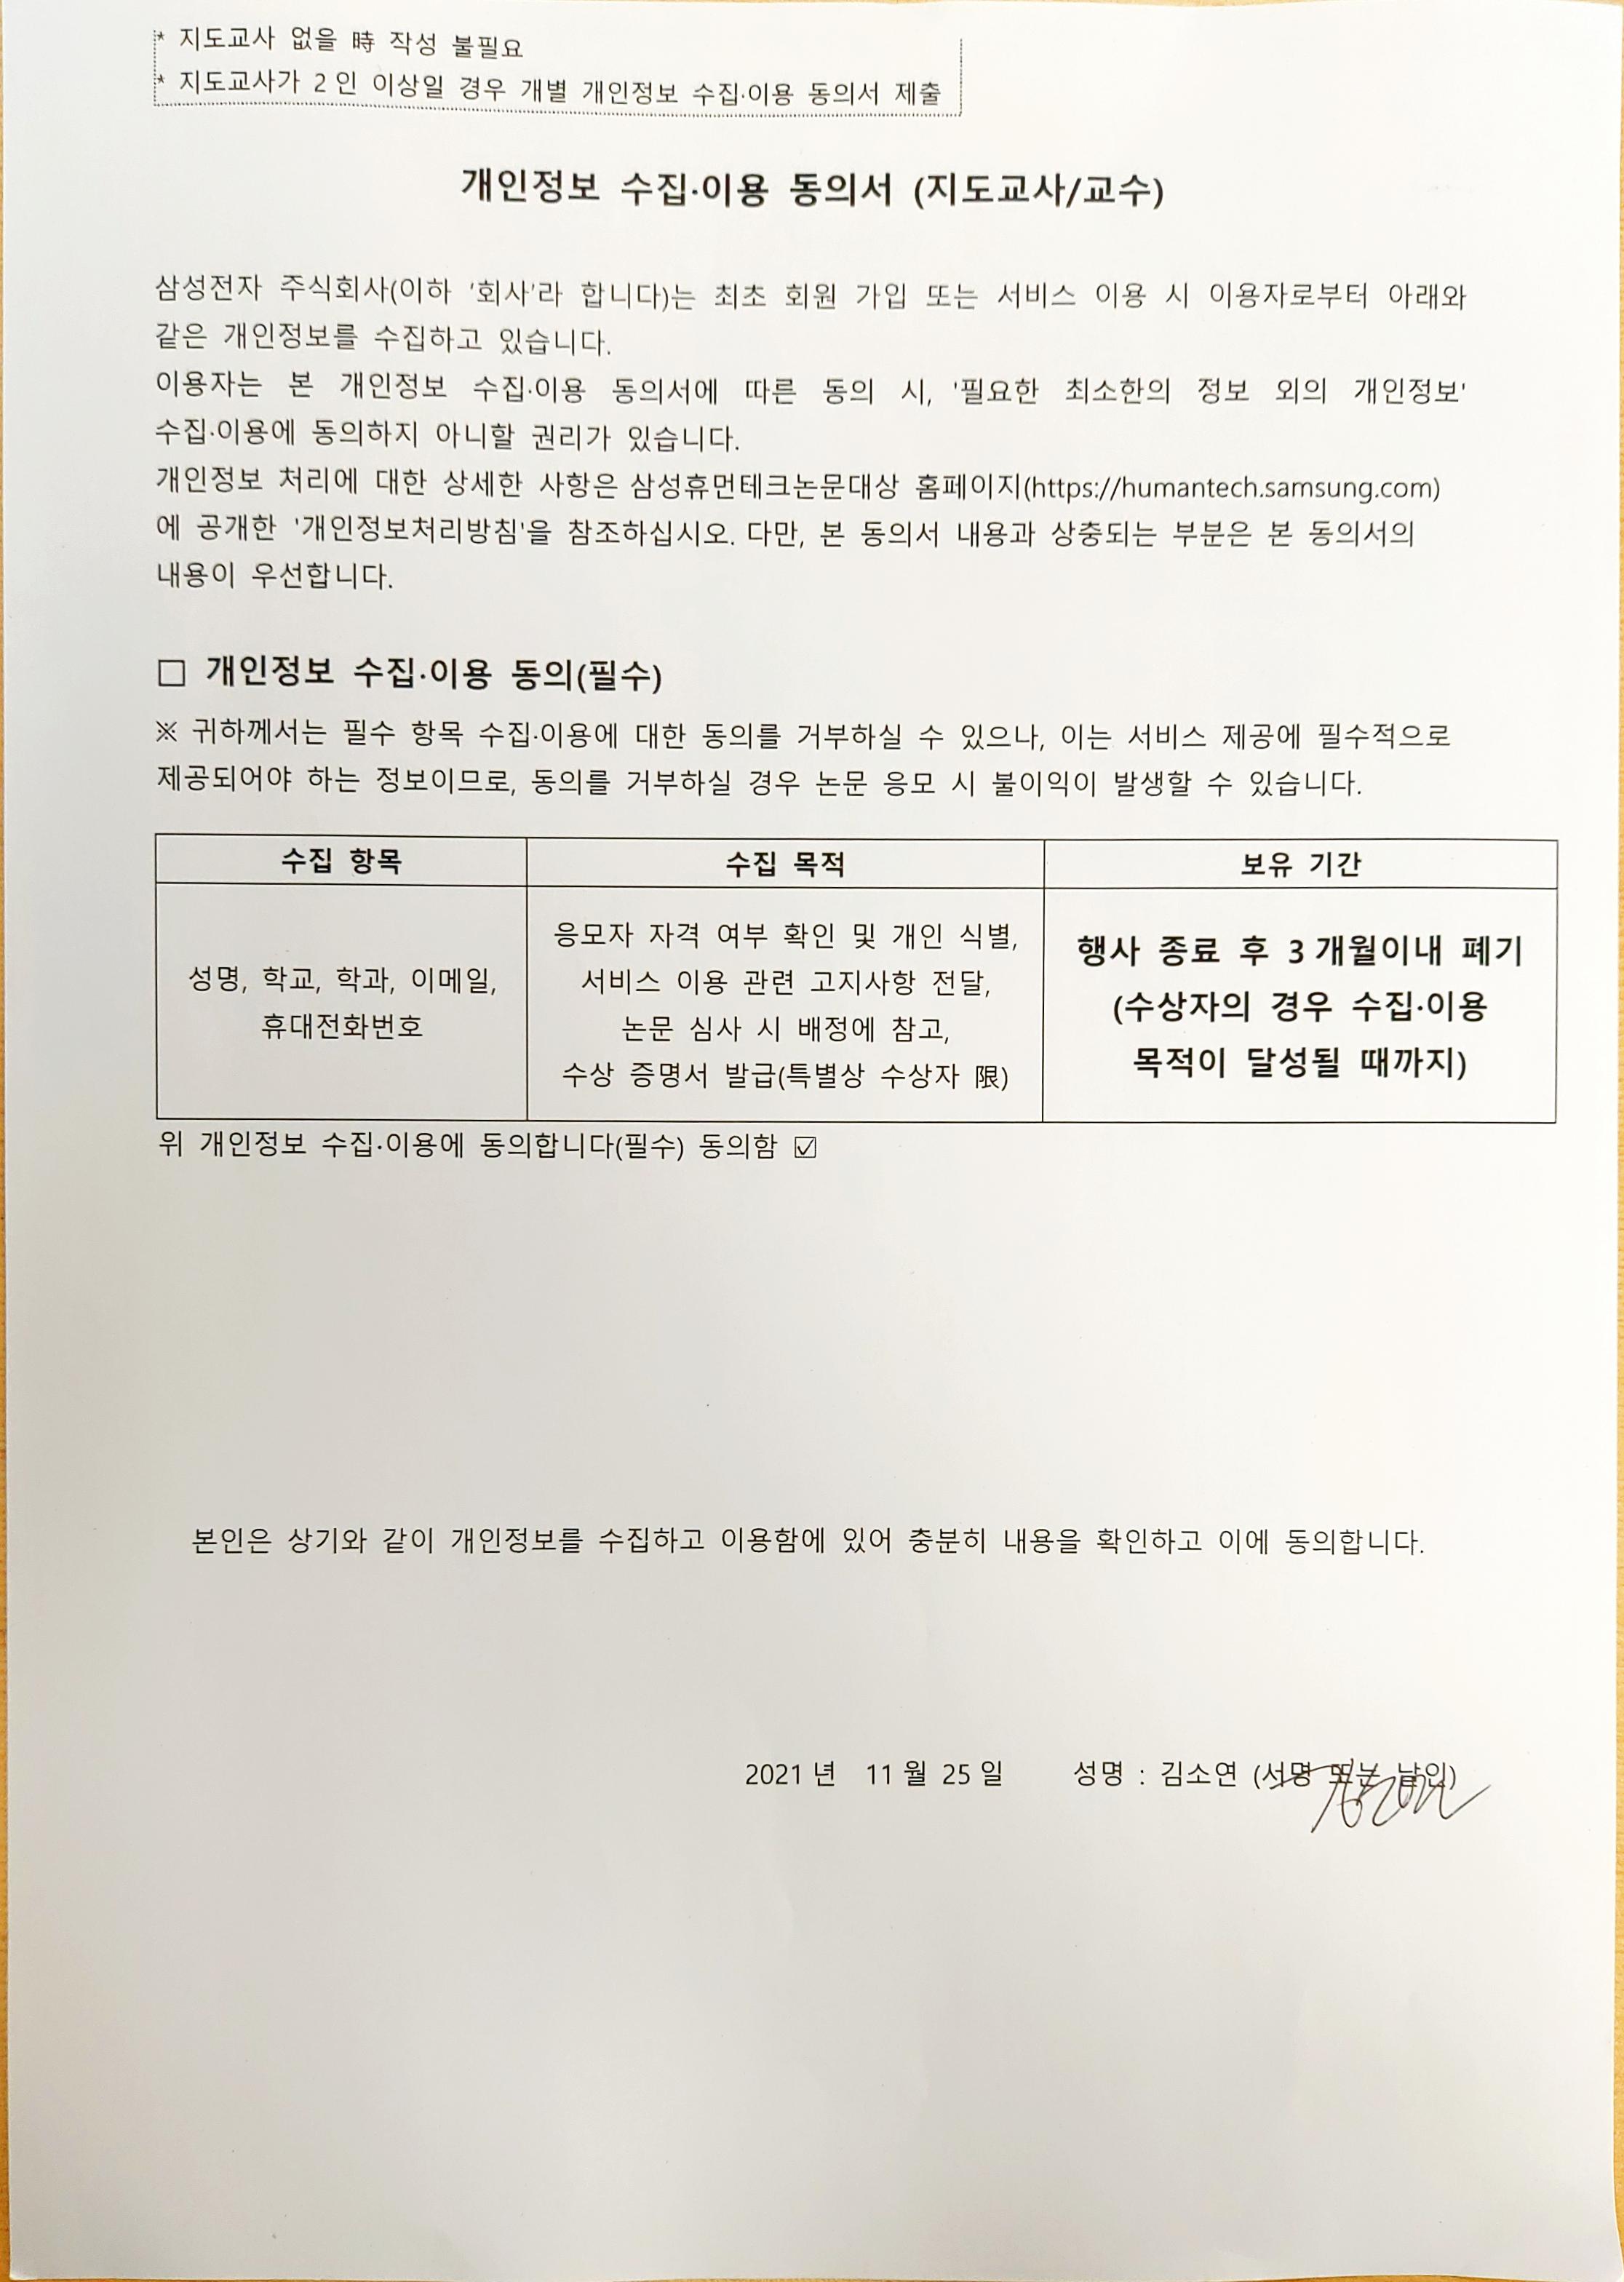 * 지도교사 없을 時 작성 불필요
* 지도교사가 2인 이상일 경우 개별 개인정보 수집·이용 동의서 제출
개인정보 수집·이용 동의서 (지도교사/교수)
삼성전자 주식회사(이하 '회사'라 합니다)는 최초 회원 가입 또는 서비스 이용 시 이용자로부터 아래와
같은 개인정보를 수집하고 있습니다.
이용자는 본 개인정보 수집·이용 동의서에 따른 동의 시, '필요한 최소한의 정보 외의 개인정보'
수집·이용에 동의하지 아니할 권리가 있습니다.
개인정보 처리에 대한 상세한 사항은 삼성휴먼테크논문대상 홈페이지(https://humantech.samsung.com)
에 공개한 '개인정보처리방침'을 참조하십시오. 다만, 본 동의서 내용과 상충되는 부분은 본 동의서의
내용이 우선합니다.
□ 개인정보 수집·이용 동의(필수)
※ 귀하께서는 필수 항목 수집·이용에 대한 동의를 거부하실 수 있으나, 이는 서비스 제공에 필수적으로
제공되어야 하는 정보이므로, 동의를 거부하실 경우 논문 응모 시 불이익이 발생할 수 있습니다.
수집 항목
수집 목적
보유 기간
성명, 학교, 학과, 이메일,
휴대전화번호
응모자 자격 여부 확인 및 개인 식별,
서비스 이용 관련 고지사항 전달,
논문 심사 시 배정에 참고,
수상 증명서 발급(특별상 수상자 限)
행사 종료 후 3개월이내 폐기
(수상자의 경우 수집·이용
목적이 달성될 때까지)
위 개인정보 수집·이용에 동의합니다(필수) 동의함 ☑
본인은 상기와 같이 개인정보를 수집하고 이용함에 있어 충분히 내용을 확인하고 이에 동의합니다.
2021년 11월 25일 성명 : 김소연 (서명 또는 날인)